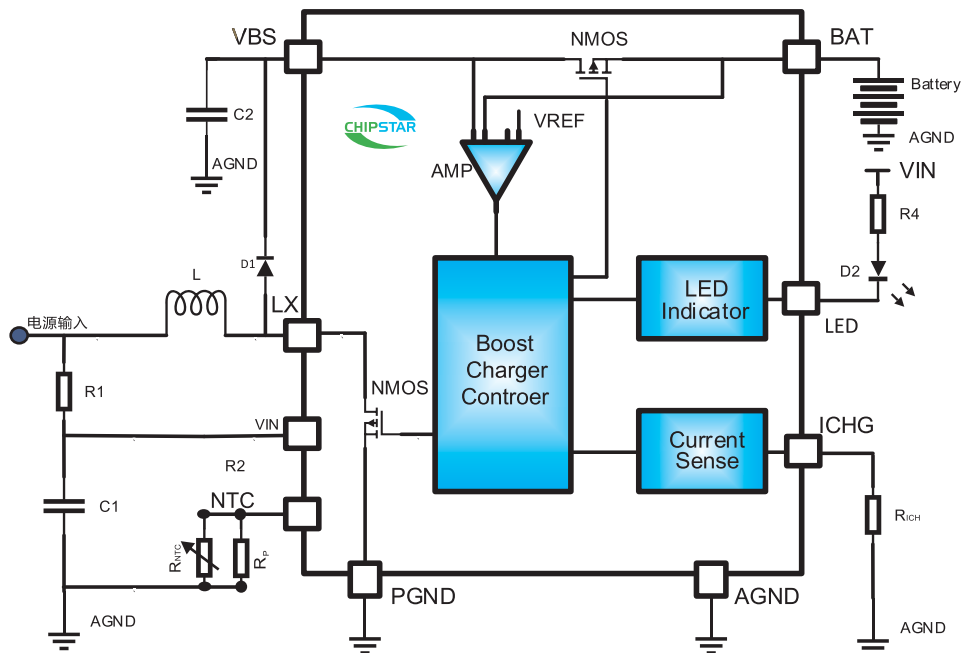 VBS
NMOS
BAT
C2
CHIPSTAR
VREF
Battery
AGND
AMP
AGND
VIN
R4
D1
D2
L
LX
LED
Indicator
电源输入
LED
Boost
Charger
Controer
R1
NMOS
VIN
ICHG
Current
Sense
R2
NTC
C1
RICH
RNTC
RP
AGND
PGND
AGND
AGND